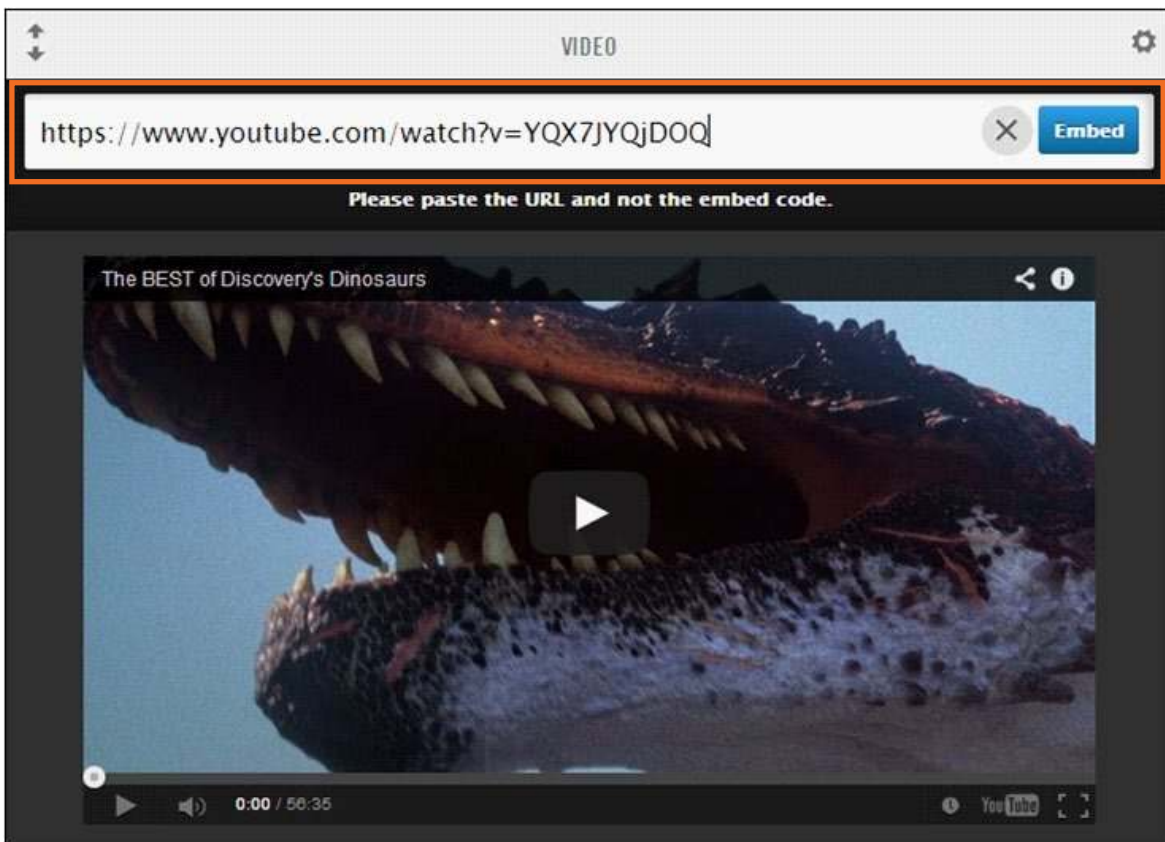 VIDEO
https://www.youtube.com/watch?v=YQX7JYQjDOQ
Embed
Please paste the URL and not the embed code.
The BEST of Discovery's Dinosaurs
0:00 / 56:35
YouTube